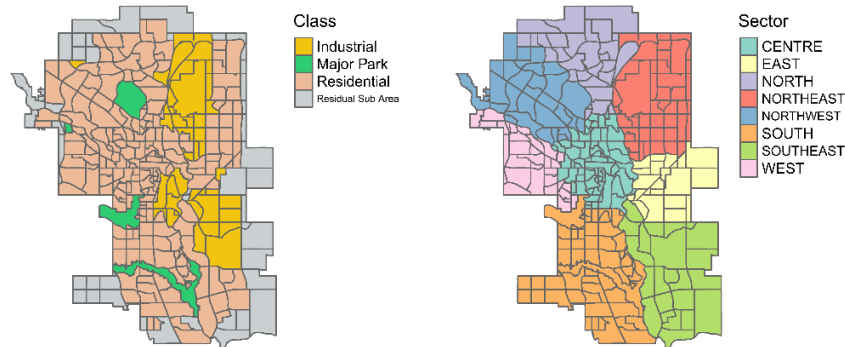 Class
Industrial
Major Park
Residential
Residual Sub Area
Sector
CENTRE
EAST
NORTH
NORTHEAST
NORTHWEST
SOUTH
SOUTHEAST
WEST